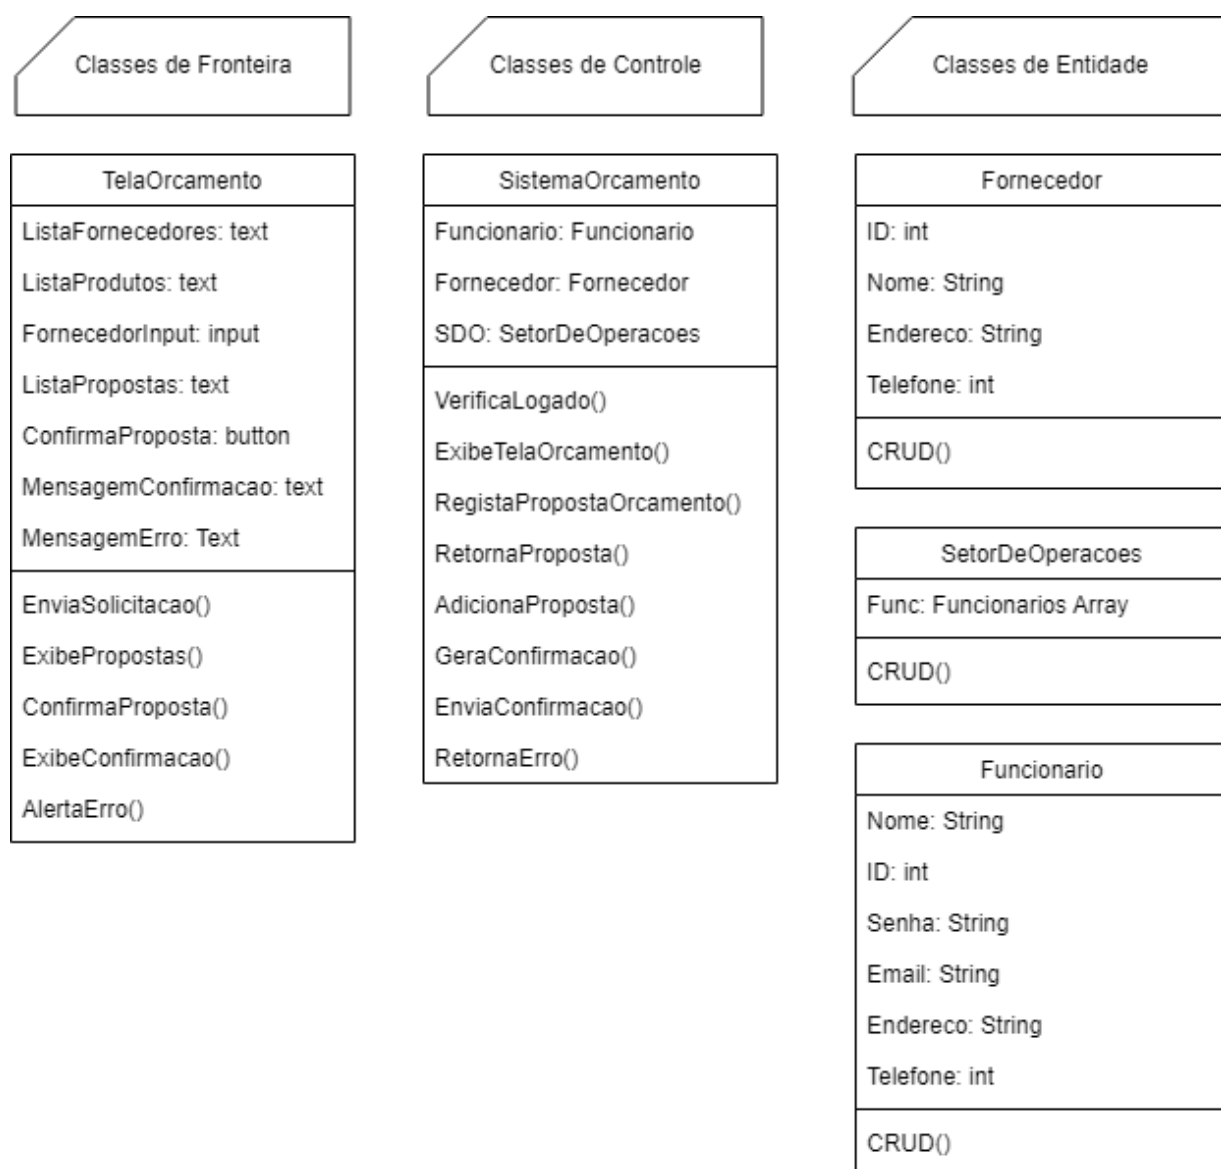 Classes de Fronteira
Classes de Controle
Classes de Entidade
TelaOrcamento
ListaFornecedores: text
ListaProdutos: text
FornecedorInput: input
ListaPropostas: text
ConfirmaProposta: button
MensagemConfirmacao: text
MensagemErro: Text
EnviaSolicitacao()
ExibePropostas()
ConfirmaProposta()
ExibeConfirmacao()
AlertaErro()
SistemaOrcamento
Funcionario: Funcionario
Fornecedor: Fornecedor
SDO: SetorDeOperacoes
VerificaLogado()
ExibeTelaOrcamento()
RegistaPropostaOrcamento()
RetornaProposta()
AdicionaProposta()
GeraConfirmacao()
EnviaConfirmacao()
RetornaErro()
Fornecedor
ID: int
Nome: String
Endereco: String
Telefone: int
CRUD()
SetorDeOperacoes
Func: Funcionarios Array
CRUD()
Funcionario
Nome: String
ID: int
Senha: String
Email: String
Endereco: String
Telefone: int
CRUD()